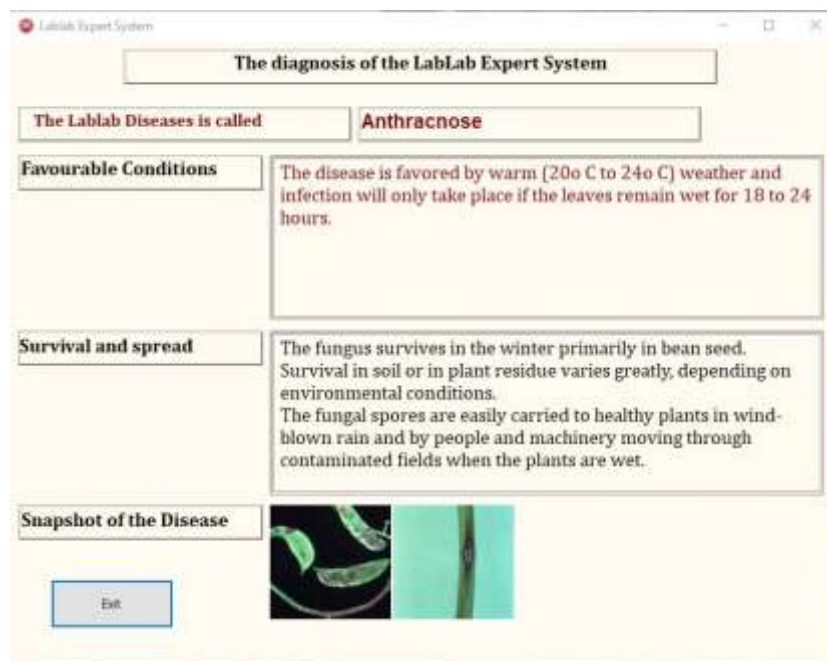 Lablab Expert System
The diagnosis of the LabLab Expert System
The Lablab Diseases is called
Anthracnose
Favourable Conditions
The disease is favored by warm (20o C to 24o C) weather and
infection will only take place if the leaves remain wet for 18 to 24
hours.
Survival and spread
The fungus survives in the winter primarily in bean seed.
Survival in soil or in plant residue varies greatly, depending on
environmental conditions.
The fungal spores are easily carried to healthy plants in wind-
blown rain and by people and machinery moving through
contaminated fields when the plants are wet.
Snapshot of the Disease
Exit